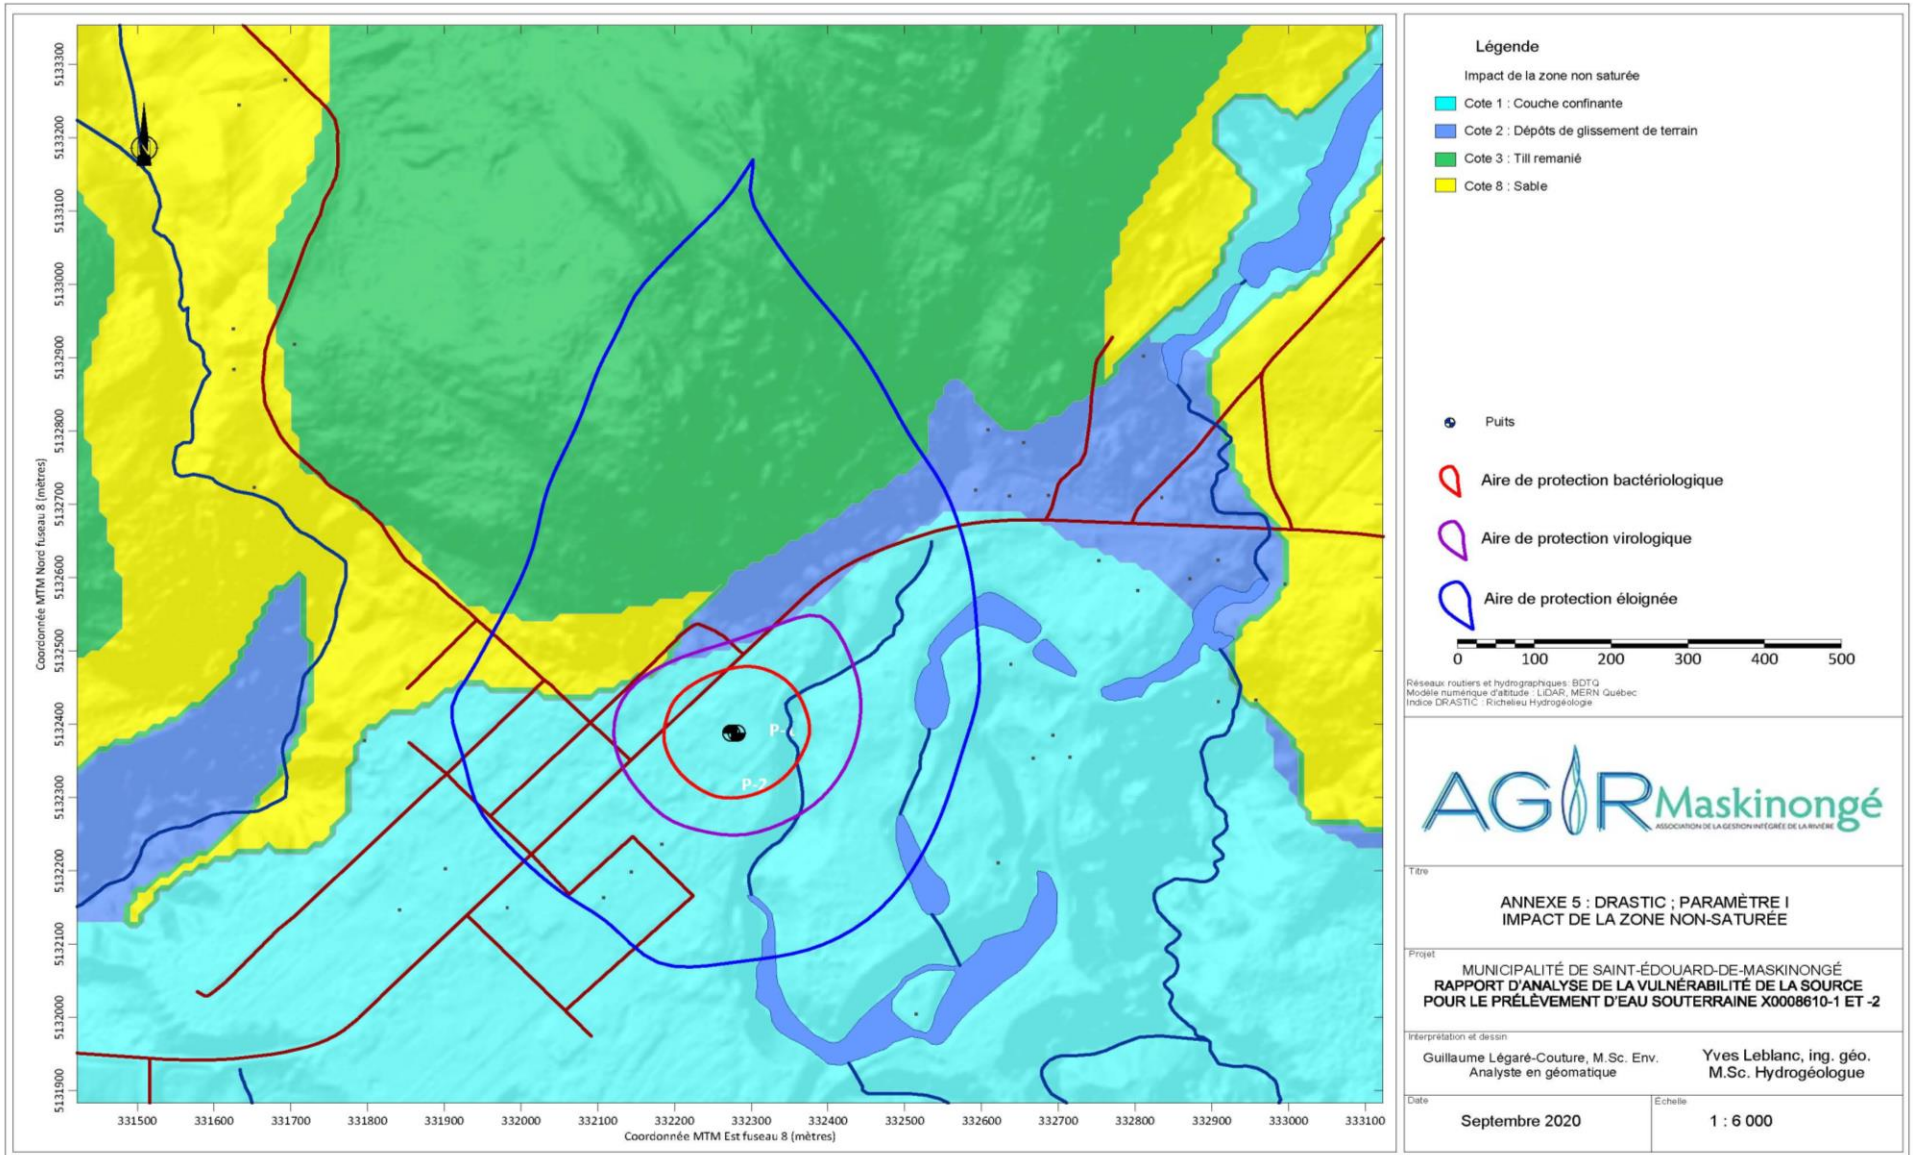 5133300
5133200
5133100
5133000
5132900
5132800
5132700
5132600
5132500
5132400
5132300
5132200
5132100
5132000
5131900
Coordonnée MTM Nord fuseau 8 (mètres)
N
P-2
331500 331600 331700 331800 331900 332000 332100 332200 332300 332400 332500 332600 332700 332800 332900 333000 333100
Coordonnée MTM Est fuseau 8 (mètres)
Légende
Impact de la zone non saturée
Cote 1 : Couche confinante
Cote 2 : Dépôts de glissement de terrain
Cote 3 : Till remanié
Cote 8 : Sable
Puits
Aire de protection bactériologique
Aire de protection virologique
Aire de protection éloignée
0 100 200 300 400 500
Réseaux routiers et hydrographiques: BDTQ
Modèle numérique d'altitude : LiDAR, MERN Québec
Indice DRASTIC : Richelieu Hydrogéologie
AGIR Maskinongé
ASSOCIATION DE LA GESTION INTÉGRÉE DE LA RIVIÈRE
Titre
ANNEXE 5 : DRASTIC ; PARAMÈTRE I
IMPACT DE LA ZONE NON-SATURÉE
Projet
MUNICIPALITÉ DE SAINT-ÉDOUARD-DE-MASKINONGÉ
RAPPORT D'ANALYSE DE LA VULNÉRABILITÉ DE LA SOURCE
POUR LE PRÉLÈVEMENT D'EAU SOUTERRAINE X0008610-1 ET -2
Interprétation et dessin
Guillaume Légaré-Couture, M.Sc. Env.
Analyste en géomatique
Yves Leblanc, ing. géo.
M.Sc. Hydrogéologue
Date
Septembre 2020
Échelle
1 : 6 000